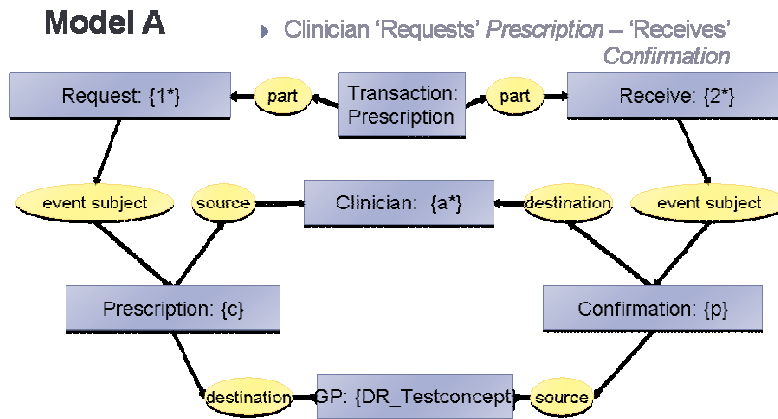 Model A
Clinician ‘Requests’ Prescription – ‘Receives’
Confirmation
Request: {1*}
part
Transaction:
Prescription
part
Receive: {2*}
event subject
source
Clinician: {a*}
destination
event subject
Prescription: {c}
Confirmation: {p}
destination
GP: {DR_Testconcept}
source